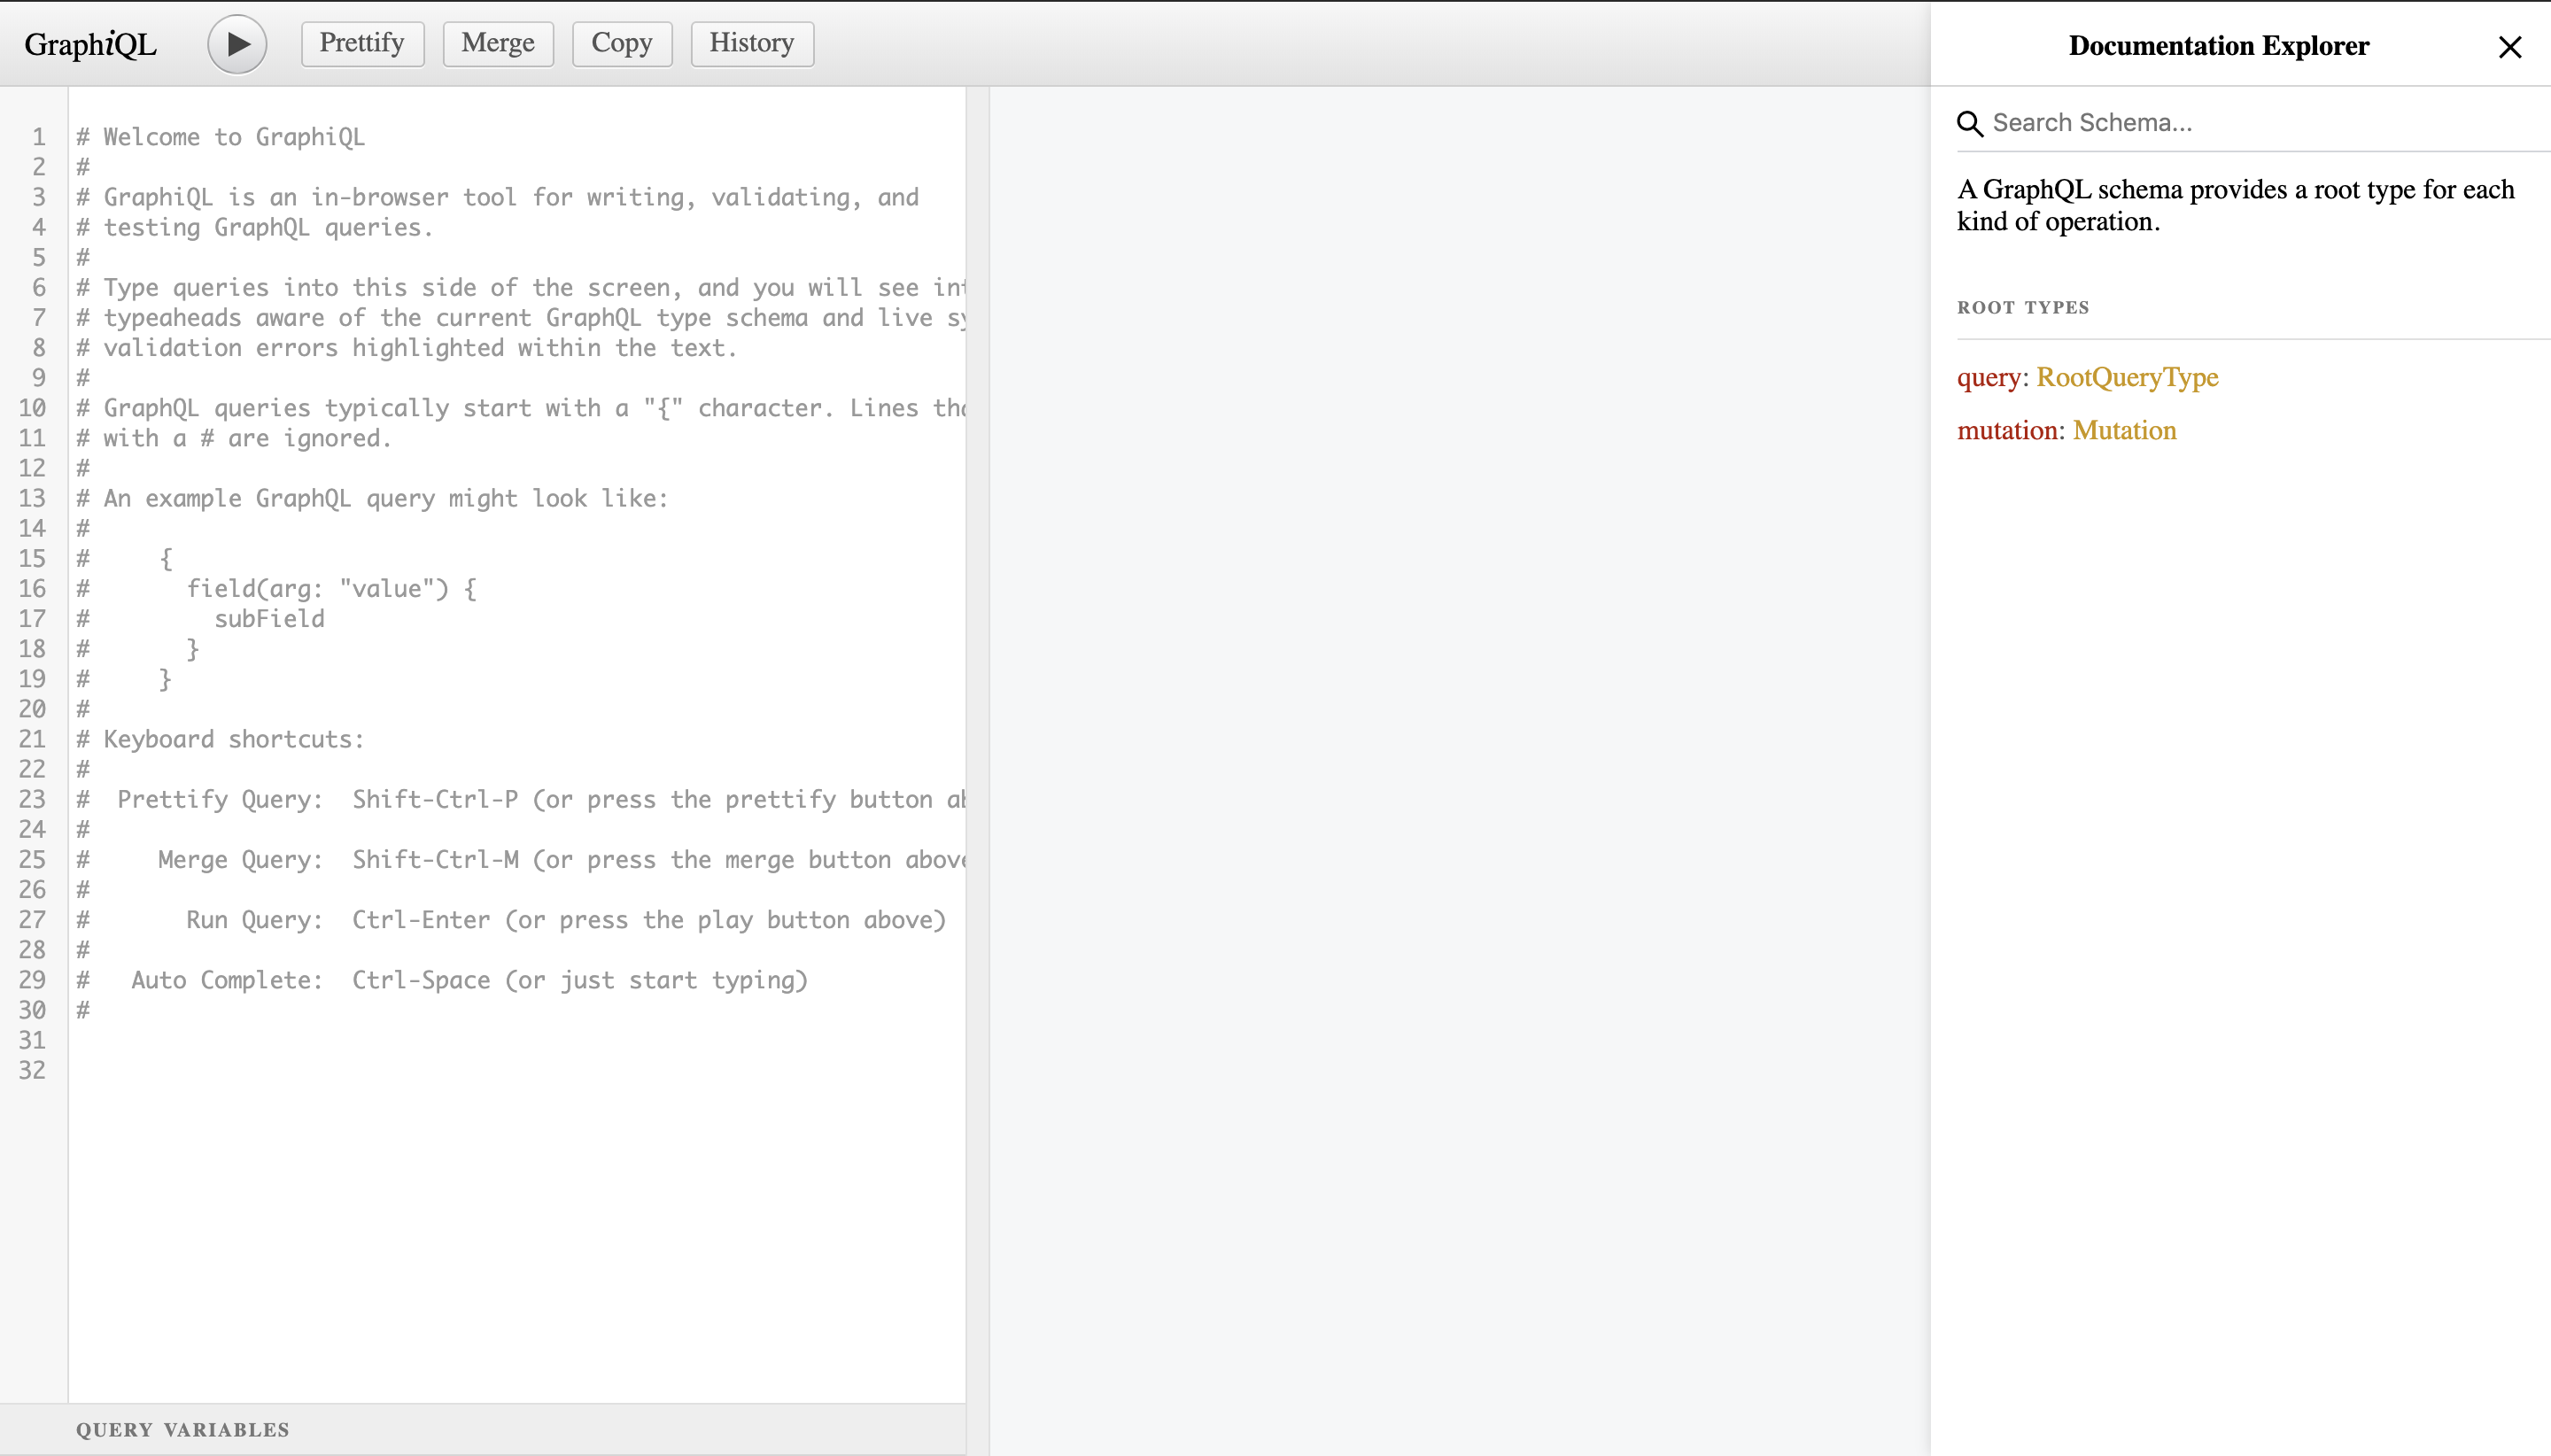 GraphiQL
Prettify
Merge
Copy
History
1 # Welcome to GraphiQL
2 #
3 # GraphiQL is an in-browser tool for writing, validating, and
4 # testing GraphQL queries.
5 #
6 # Type queries into this side of the screen, and you will see in
7 # typeaheads aware of the current GraphQL type schema and live
8 # validation errors highlighted within the text.
9 #
10 # GraphQL queries typically start with a "{" character. Lines
11 # with a # are ignored.
12 #
13 # An example GraphQL query might look like:
14 #
15 #     {
16 #       field(arg: "value") {
17 #         subField
18 #       }
19 #     }
20 #
21 # Keyboard shortcuts:
22 #
23 #  Prettify Query:  Shift-Ctrl-P (or press the prettify button
24 #
25 #     Merge Query:  Shift-Ctrl-M (or press the merge button above
26 #
27 #       Run Query:  Ctrl-Enter (or press the play button above)
28 #
29 #   Auto Complete:  Ctrl-Space (or just start typing)
30 #
31
32
QUERY VARIABLES
Documentation Explorer
Search Schema...
A GraphQL schema provides a root type for each
kind of operation.
ROOT TYPES
query: RootQueryType
mutation: Mutation